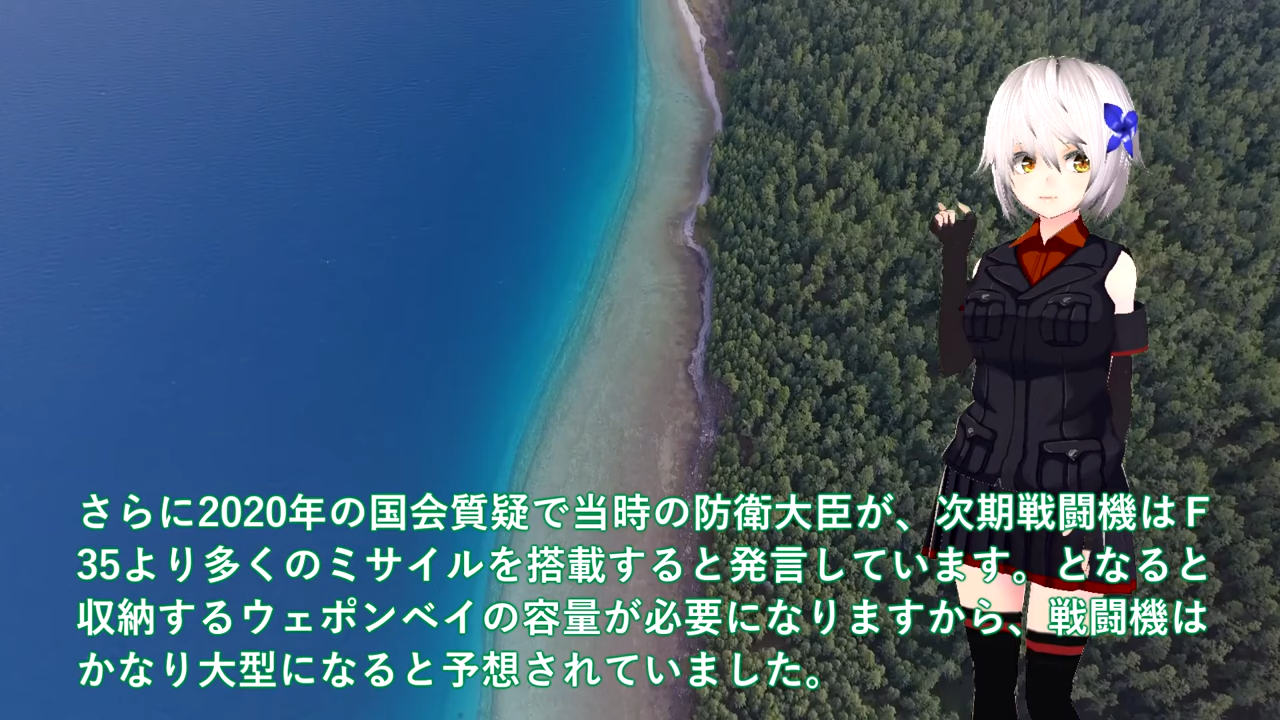 さらに2020年の国会質疑で当時の防衛大臣が、次期戦闘機はＦ
35より多くのミサイルを搭載すると発言しています。となると
収納するウェポンベイの容量が必要になりますから、戦闘機は
かなり大型になると予想されていました。